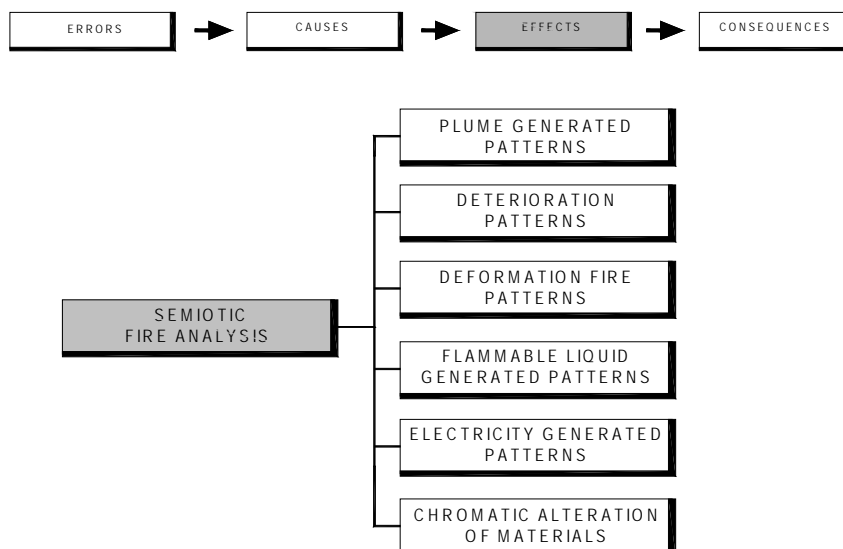 ERRORS
CAUSES
EFFECTS
CONSEQUENCES
PLUME GENERATED
PATTERNS
DETERIORATION
PATTERNS
DEFORMATION FIRE
PATTERNS
SEMIOTIC
FIRE ANALYSIS
FLAMMABLE LIQUID
GENERATED PATTERNS
ELECTRICITY GENERATED
PATTERNS
CHROMATIC ALTERATION
OF MATERIALS